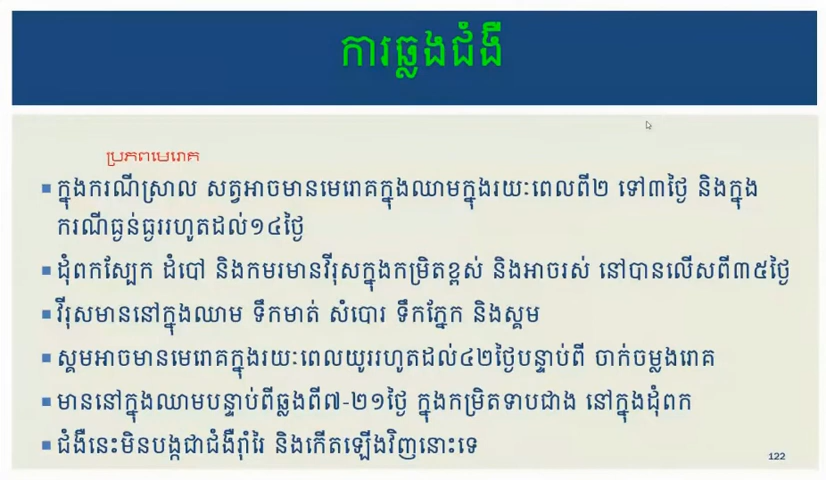 ការឆ្លងជំងឺ
ប្រភពមេរោគ
ក្នុងករណីស្រាល សត្វអាចមានមេរោគក្នុងឈាមក្នុងរយៈពេលពី២ ទៅ៣ថ្ងៃ និងក្នុង
ករណីធ្ងន់ធ្ងររហូតដល់១៤ថ្ងៃ
ដុំពកស្បែក ដំបៅ និងកមរមានវីរុសក្នុងកម្រិតខ្ពស់ និងអាចរស់ នៅបានលើសពី៣៥ថ្ងៃ
វីរុសមាននៅក្នុងឈាម ទឹកមាត់ សំបោរ ទឹកភ្នែក និងស្គម
ស្គមអាចមានមេរោគក្នុងរយៈពេលយូររហូតដល់៤២ថ្ងៃបន្ទាប់ពី ចាក់ចម្លងរោគ
មាននៅក្នុងឈាមបន្ទាប់ពីឆ្លងពី៧-២១ថ្ងៃ ក្នុងកម្រិតទាបជាង នៅក្នុងដុំពក
ជំងឺនេះមិនបង្កជាជំងឺរ៉ាំរ៉ៃ និងកើតឡើងវិញនោះទេ
122